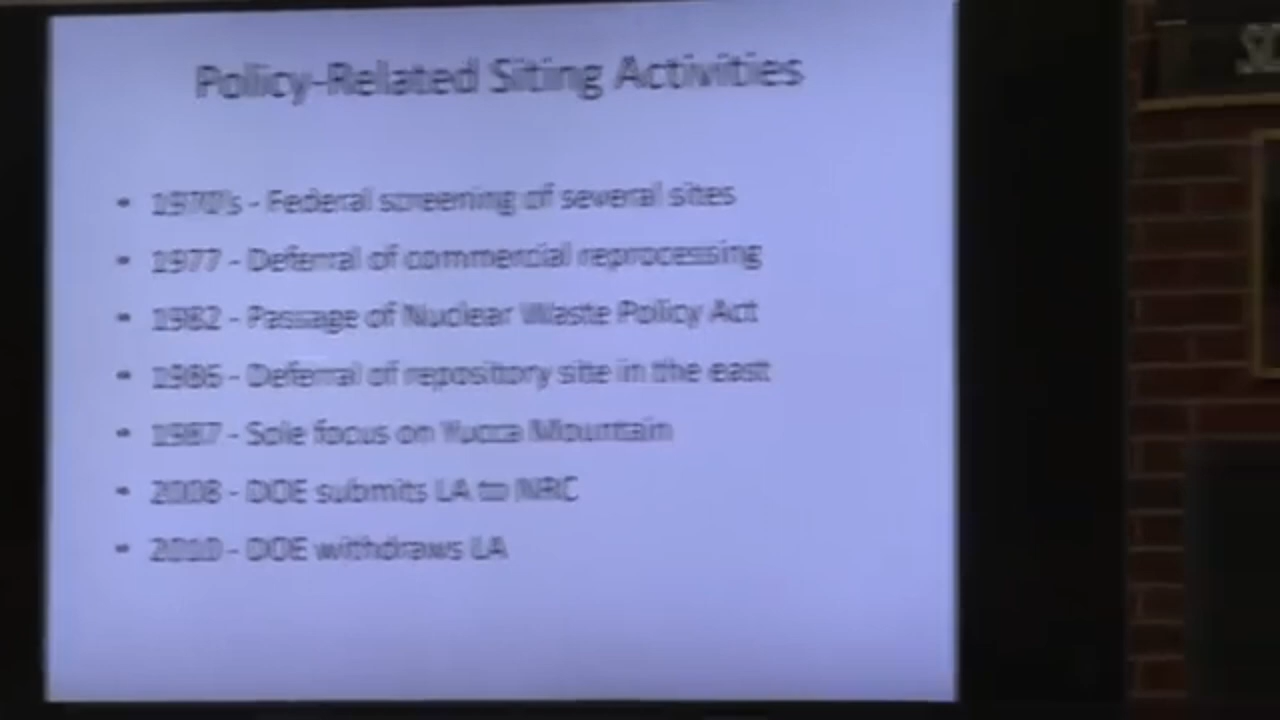 Policy-Related Siting Activities
• 1970's - Federal screening of several sites
• 1977 - Deferral of commercial reprocessing
• 1982 - Passage of Nuclear Waste Policy Act
• 1986 - Deferral of repository site in the east
• 1987 - Sole focus on Yucca Mountain
• 2008 - DOE submits LA to NRC
• 2010 - DOE withdraws LA